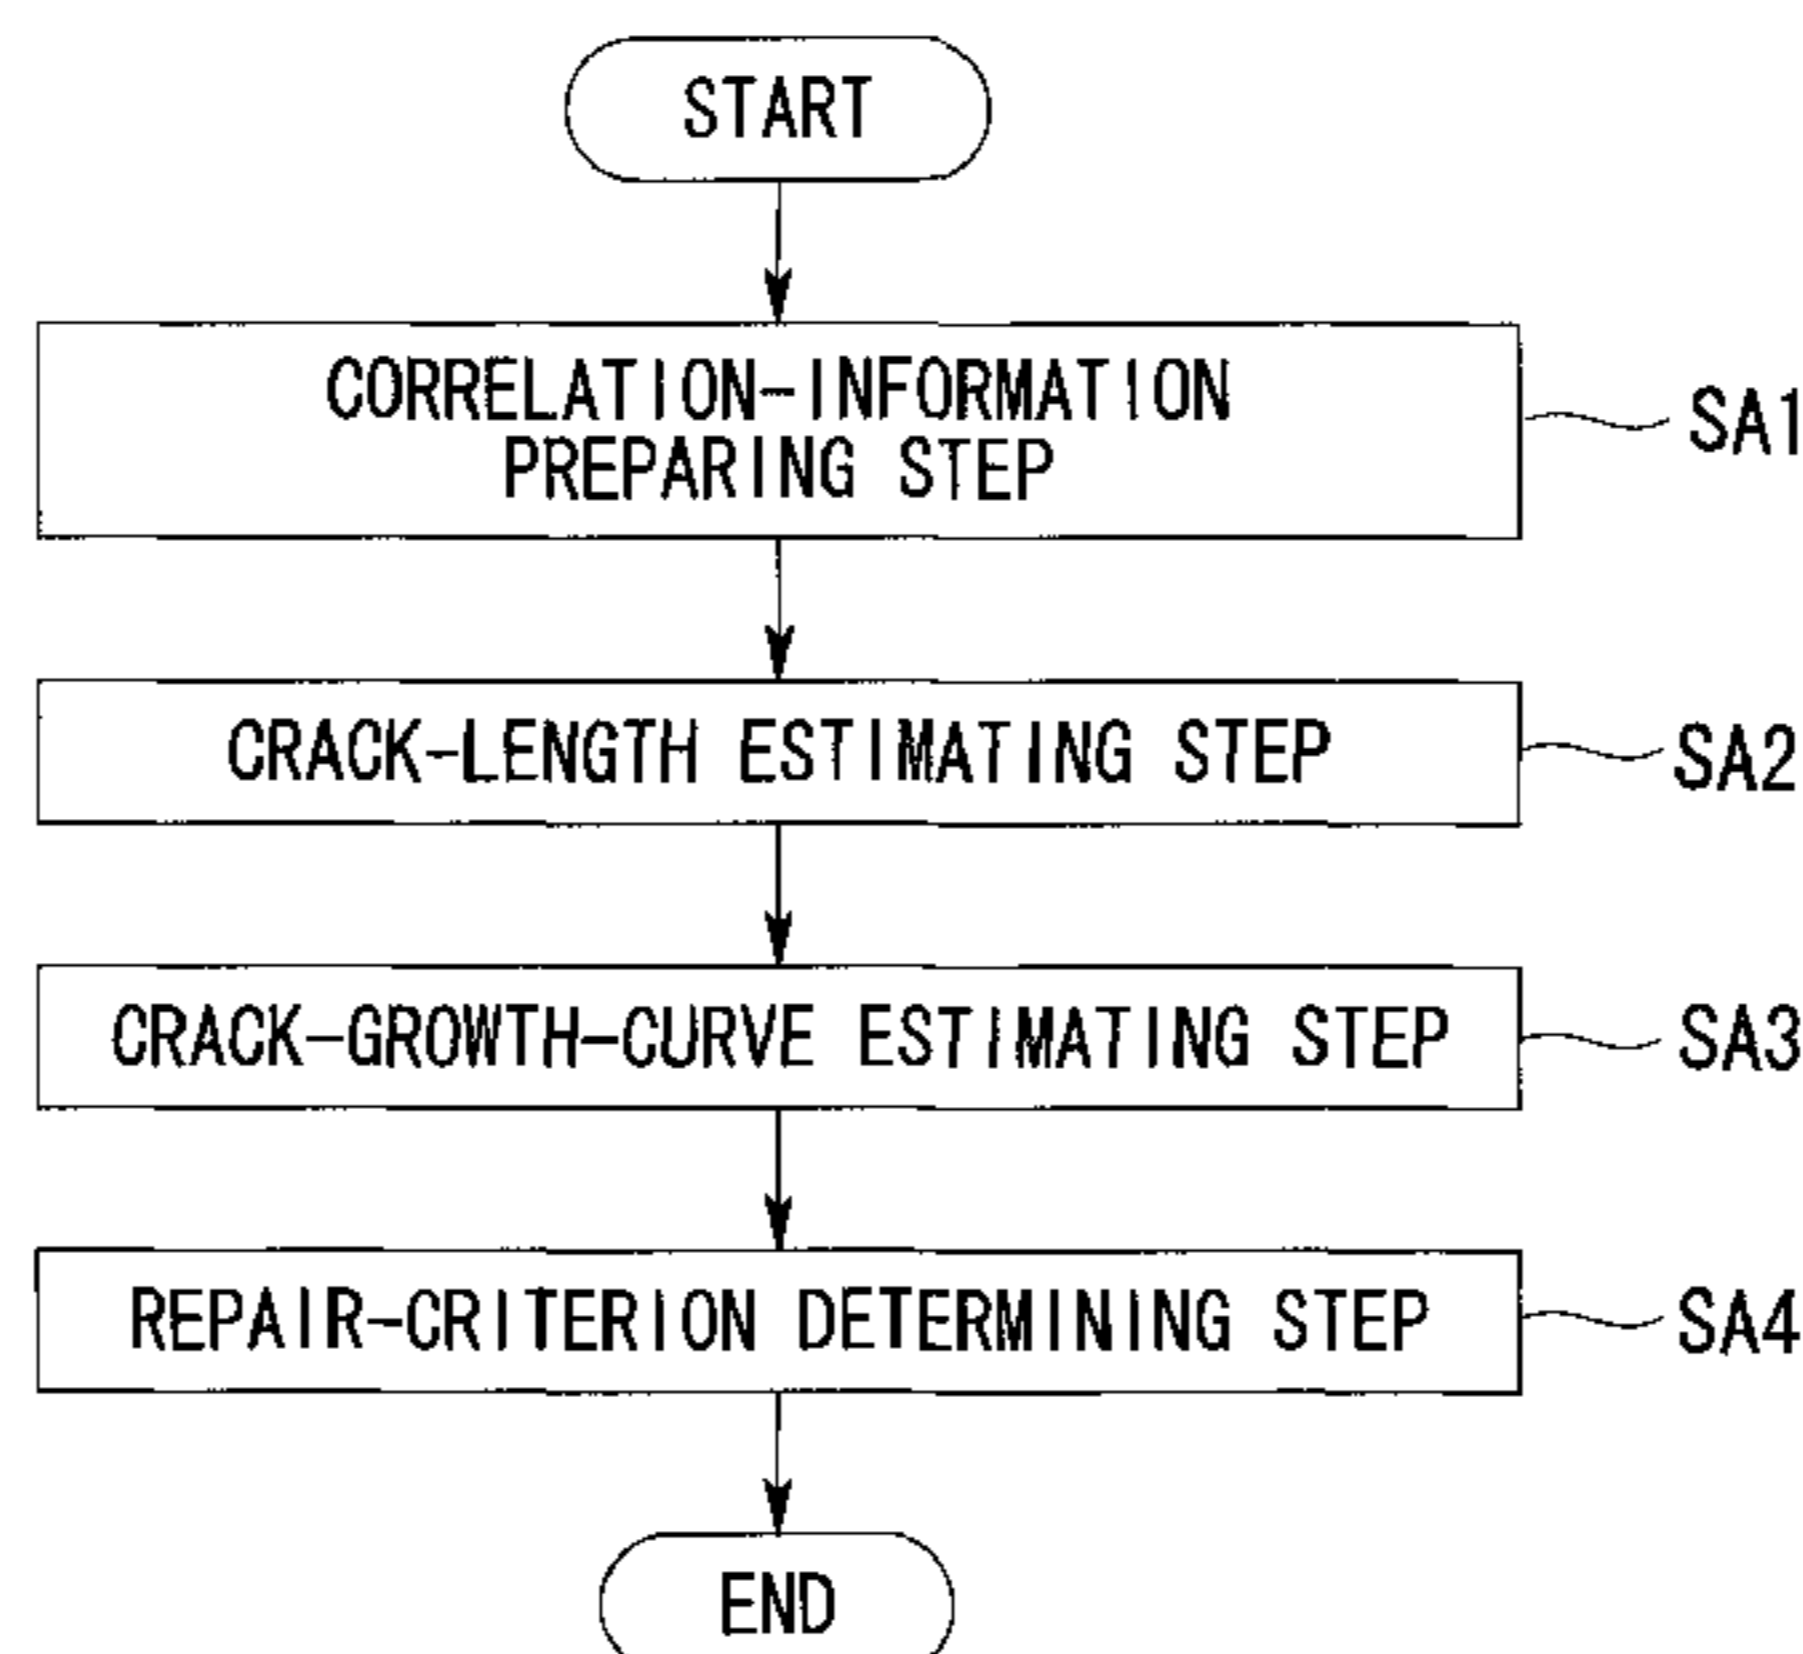 START
CORRELATION-INFORMATION
PREPARING STEP
SA1
CRACK-LENGTH ESTIMATING STEP
SA2
CRACK-GROWTH-CURVE ESTIMATING STEP
SA3
REPAIR-CRITERION DETERMINING STEP
SA4
END